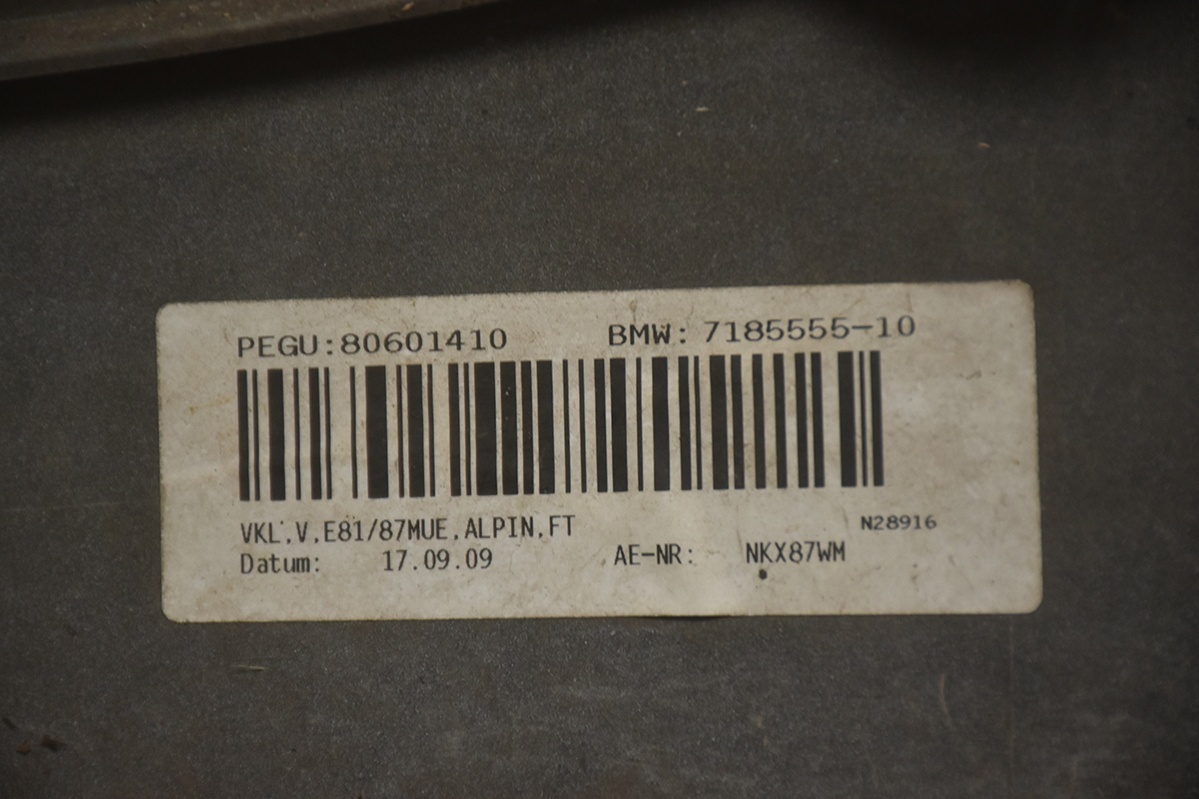 PEGU:80601410 BMW: 7185555-10
VKL.V.E81/87MUE.ALPIN.FT N28916
Datum: 17.09.09 AE-NR: NKX87WM